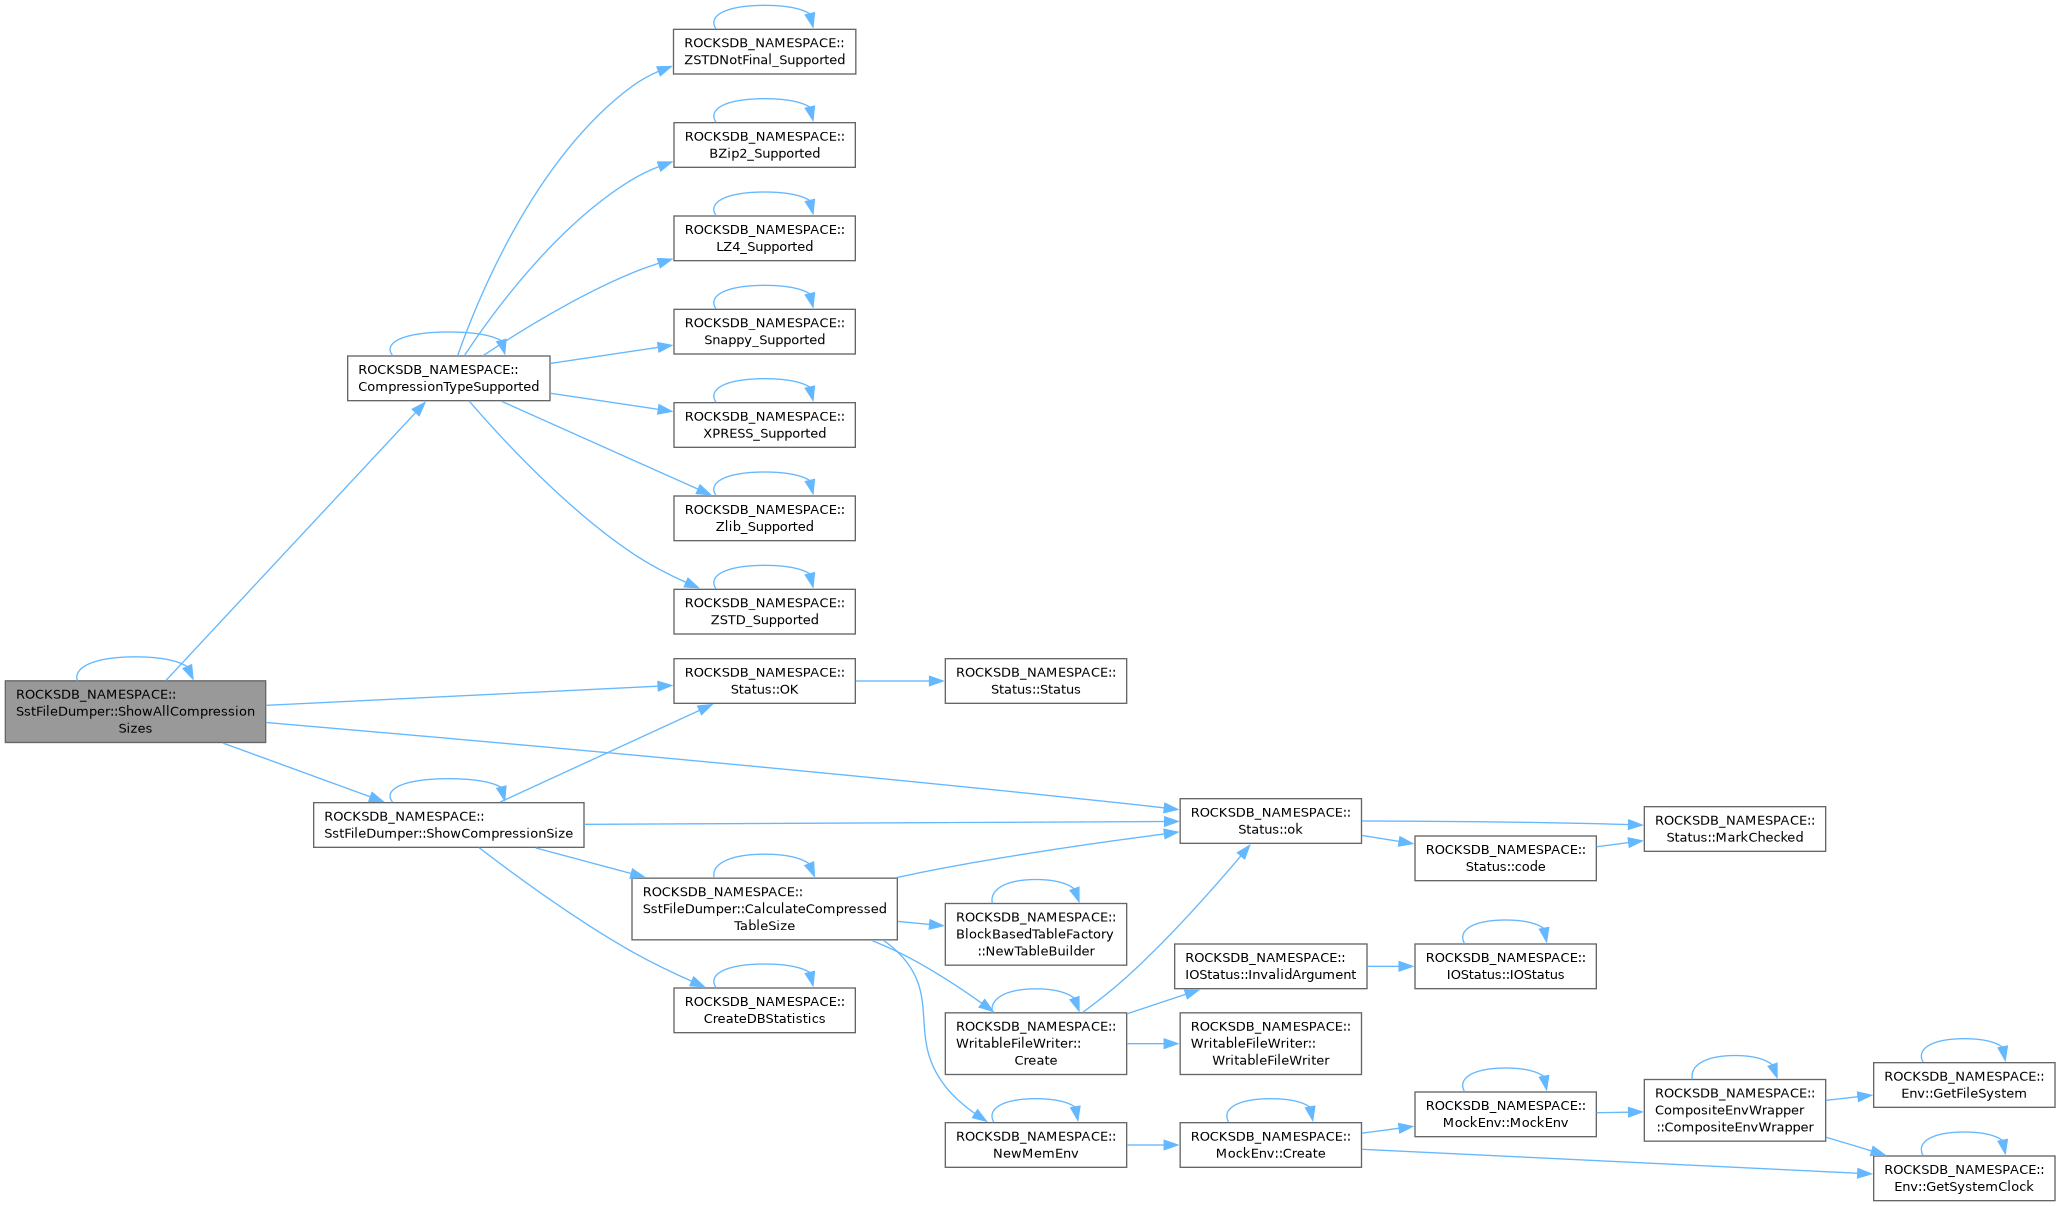 ROCKSDB_NAMESPACE::
ZSTDNotFinal_Supported
ROCKSDB_NAMESPACE::
BZip2_Supported
ROCKSDB_NAMESPACE::
LZ4_Supported
ROCKSDB_NAMESPACE::
Snappy_Supported
ROCKSDB_NAMESPACE::
CompressionTypeSupported
ROCKSDB_NAMESPACE::
XPRESS_Supported
ROCKSDB_NAMESPACE::
Zlib_Supported
ROCKSDB_NAMESPACE::
ZSTD_Supported
ROCKSDB_NAMESPACE::
Status::OK
ROCKSDB_NAMESPACE::
Status::Status
ROCKSDB_NAMESPACE::
SstFileDumper::ShowAllCompression
Sizes
ROCKSDB_NAMESPACE::
SstFileDumper::ShowCompressionSize
ROCKSDB_NAMESPACE::
Status::ok
ROCKSDB_NAMESPACE::
Status::MarkChecked
ROCKSDB_NAMESPACE::
Status::code
ROCKSDB_NAMESPACE::
SstFileDumper::CalculateCompressed
TableSize
ROCKSDB_NAMESPACE::
BlockBasedTableFactory
::NewTableBuilder
ROCKSDB_NAMESPACE::
IOStatus::InvalidArgument
ROCKSDB_NAMESPACE::
IOStatus::IOStatus
ROCKSDB_NAMESPACE::
CreateDBStatistics
ROCKSDB_NAMESPACE::
WritableFileWriter::
Create
ROCKSDB_NAMESPACE::
WritableFileWriter::
WritableFileWriter
ROCKSDB_NAMESPACE::
NewMemEnv
ROCKSDB_NAMESPACE::
MockEnv::Create
ROCKSDB_NAMESPACE::
MockEnv::MockEnv
ROCKSDB_NAMESPACE::
CompositeEnvWrapper
::CompositeEnvWrapper
ROCKSDB_NAMESPACE::
Env::GetFileSystem
ROCKSDB_NAMESPACE::
Env::GetSystemClock